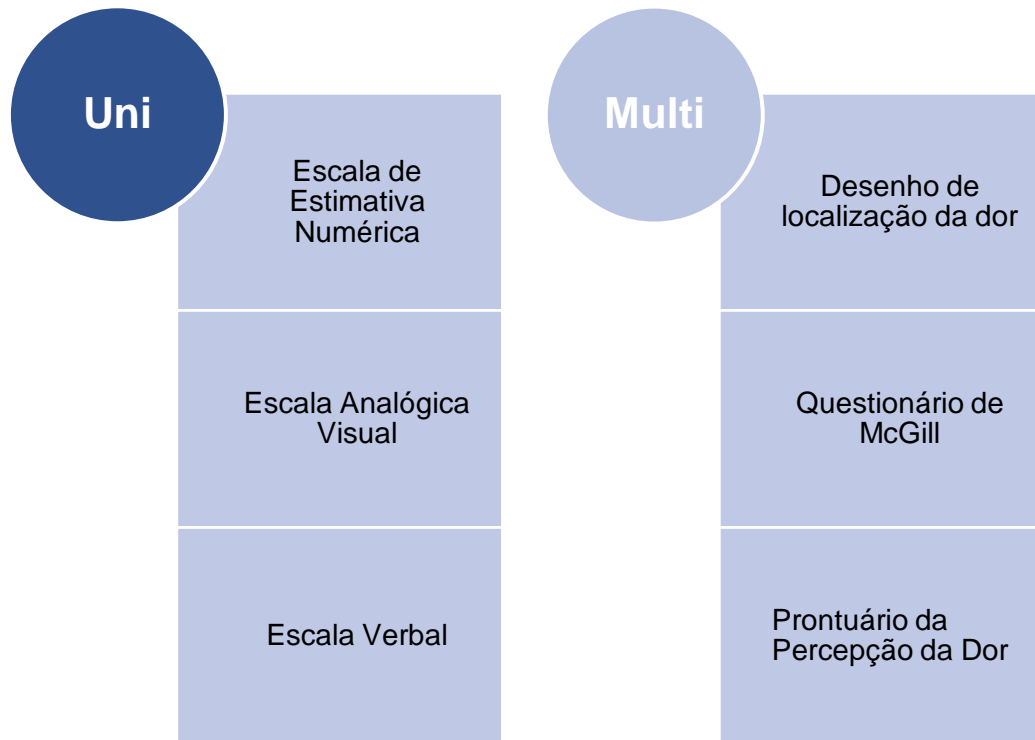 Uni
Escala de
Estimativa
Numérica
Escala Analógica
Visual
Escala Verbal
Multi
Desenho de
localização da dor
Questionário de
McGill
Prontuário da
Percepção da Dor